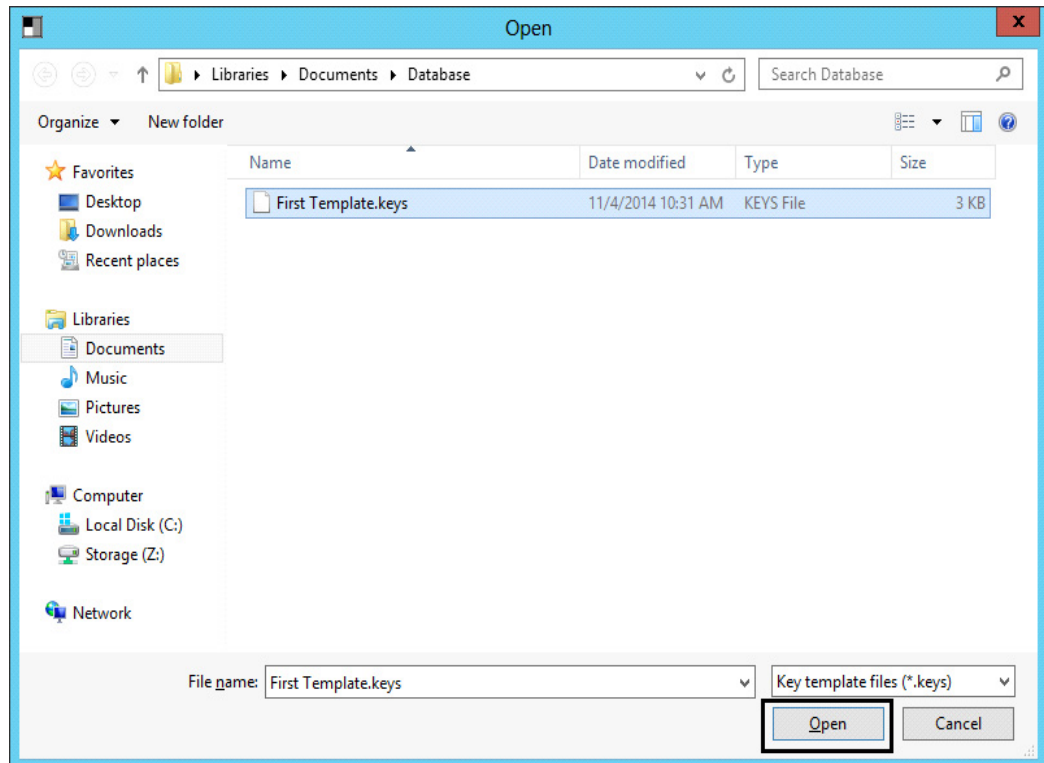 Open
x
Libraries Documents Database
Search Database
Organize New folder
Name Date modified Type Size
First Template.keys 11/4/2014 10:31 AM KEYS File 3 KB
Favorites
Desktop
Downloads
Recent places
Libraries
Documents
Music
Pictures
Videos
Computer
Local Disk (C:)
Storage (Z:)
Network
File name: First Template.keys Key template files (*.keys)
Open Cancel